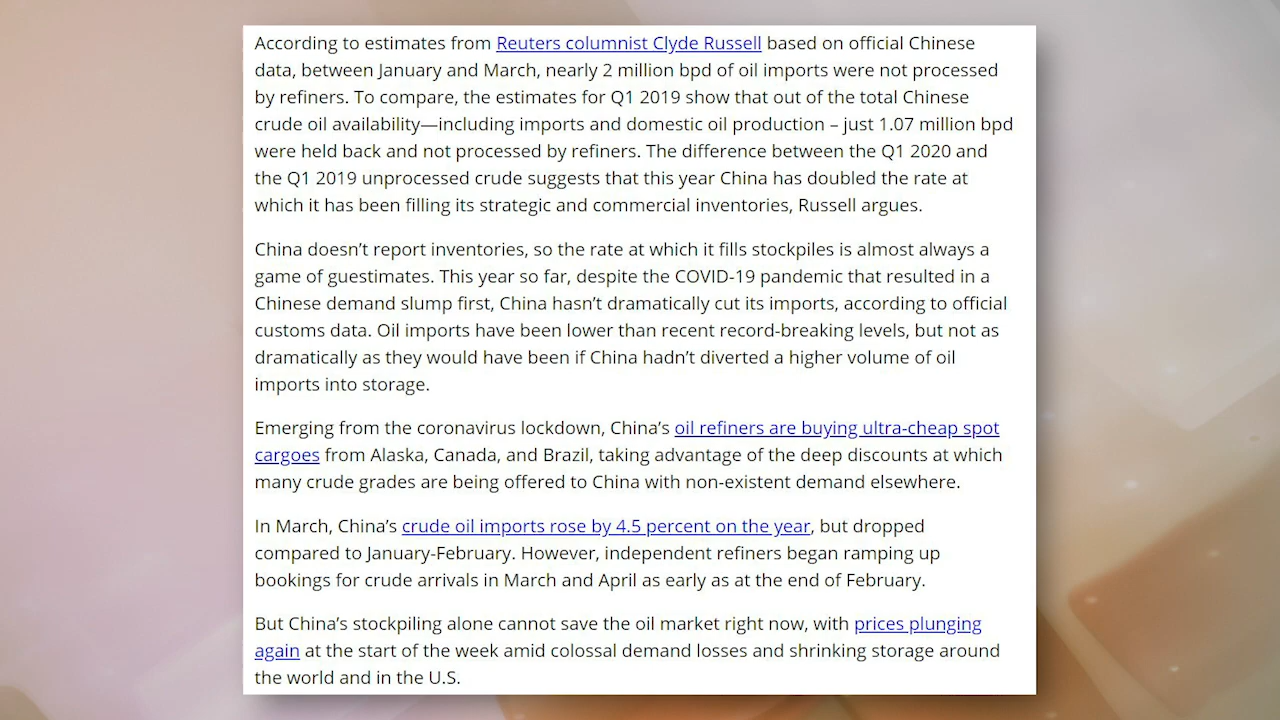 According to estimates from Reuters columnist Clyde Russell based on official Chinese
data, between January and March, nearly 2 million bpd of oil imports were not processed
by refiners. To compare, the estimates for Q1 2019 show that out of the total Chinese
crude oil availability—including imports and domestic oil production – just 1.07 million bpd
were held back and not processed by refiners. The difference between the Q1 2020 and
the Q1 2019 unprocessed crude suggests that this year China has doubled the rate at
which it has been filling its strategic and commercial inventories, Russell argues.
China doesn’t report inventories, so the rate at which it fills stockpiles is almost always a
game of guestimates. This year so far, despite the COVID-19 pandemic that resulted in a
Chinese demand slump first, China hasn’t dramatically cut its imports, according to official
customs data. Oil imports have been lower than recent record-breaking levels, but not as
dramatically as they would have been if China hadn’t diverted a higher volume of oil
imports into storage.
Emerging from the coronavirus lockdown, China’s oil refiners are buying ultra-cheap spot
cargoes from Alaska, Canada, and Brazil, taking advantage of the deep discounts at which
many crude grades are being offered to China with non-existent demand elsewhere.
In March, China’s crude oil imports rose by 4.5 percent on the year, but dropped
compared to January-February. However, independent refiners began ramping up
bookings for crude arrivals in March and April as early as at the end of February.
But China’s stockpiling alone cannot save the oil market right now, with prices plunging
again at the start of the week amid colossal demand losses and shrinking storage around
the world and in the U.S.